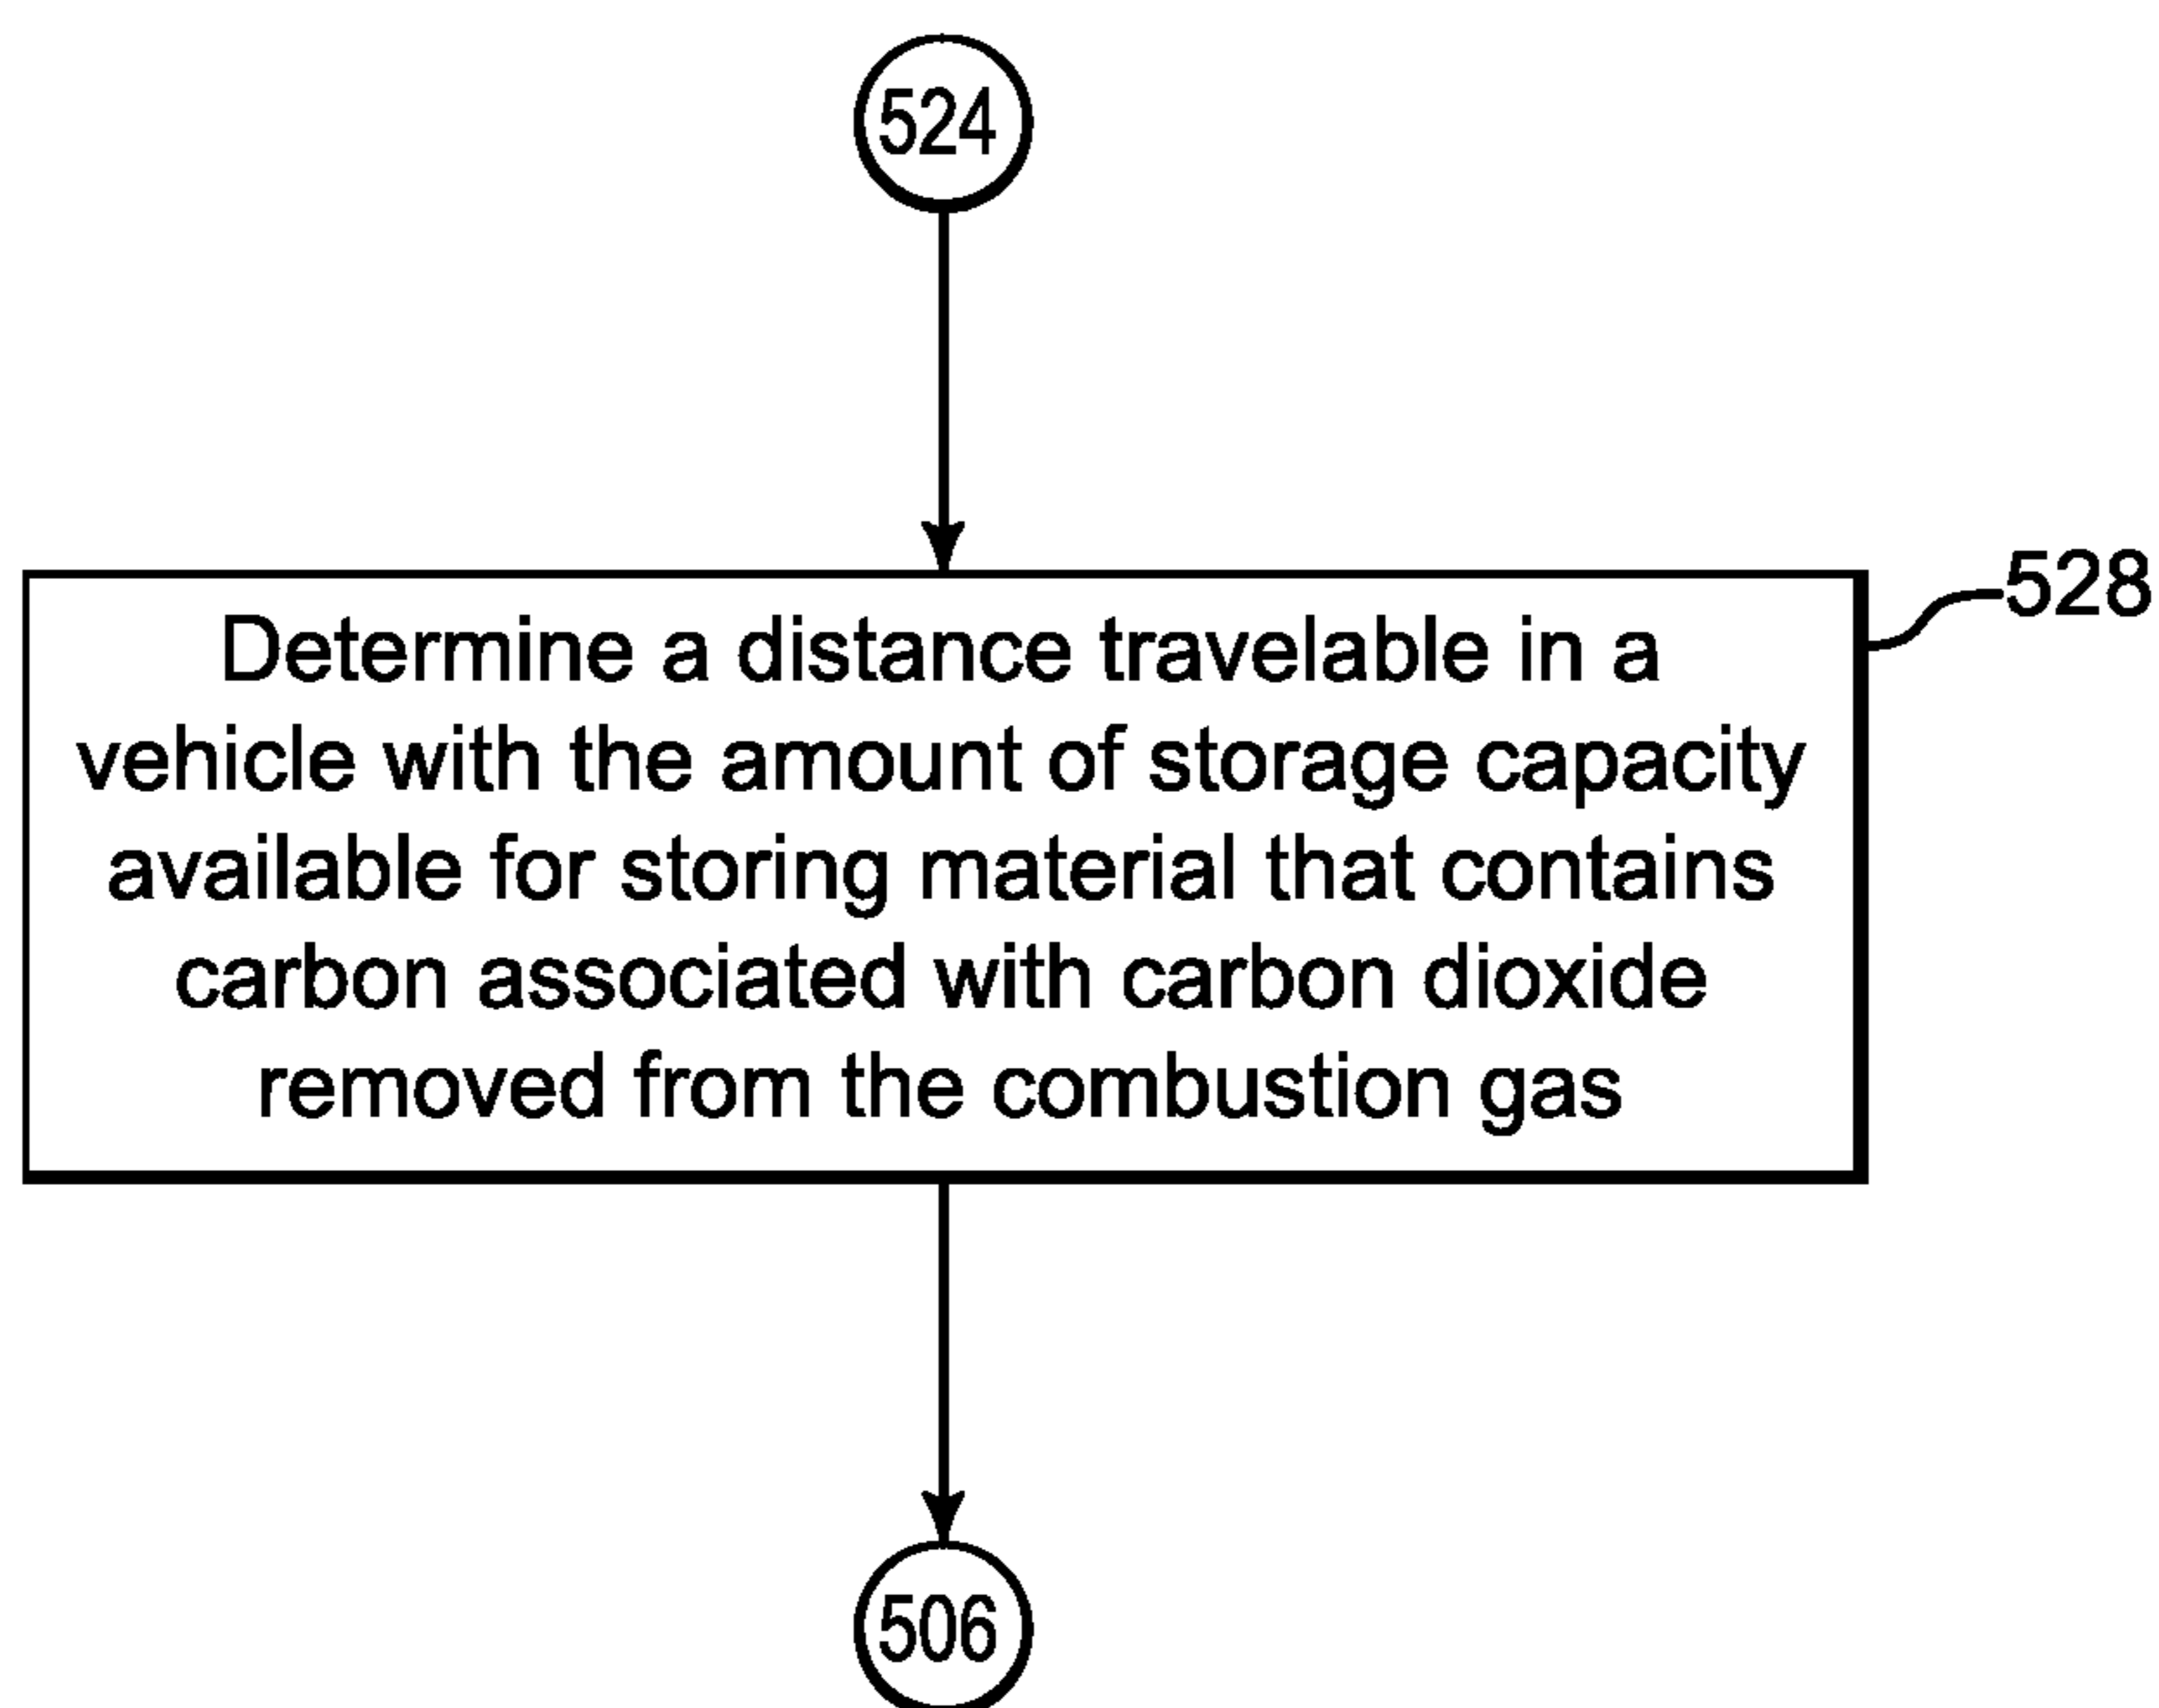 524
528
Determine a distance travelable in a
vehicle with the amount of storage capacity
available for storing material that contains
carbon associated with carbon dioxide
removed from the combustion gas
506